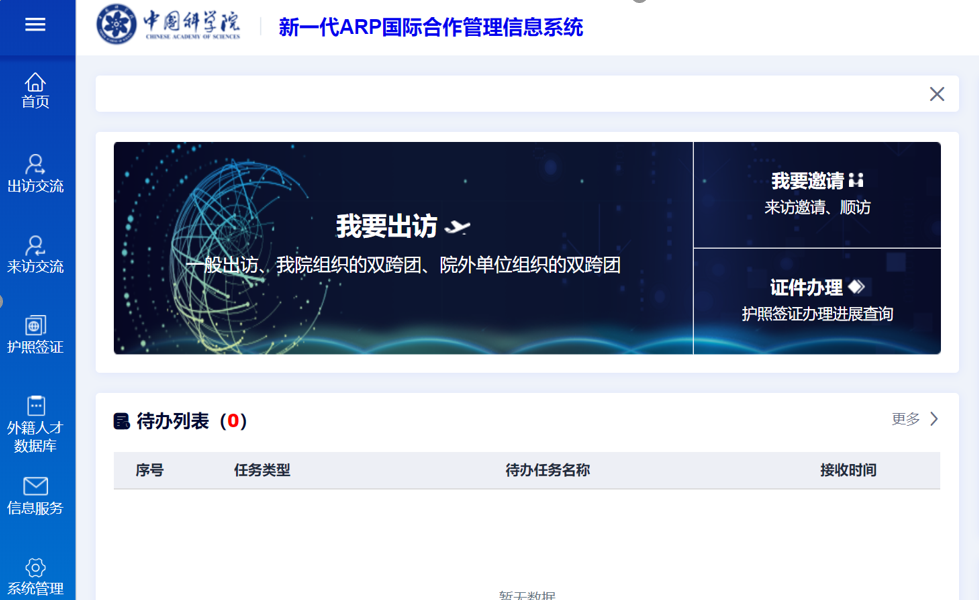 中国科学院
CHINESE ACADEMY OF SCIENCES
新一代ARP国际合作管理信息系统
首页
出访交流
来访交流
护照签证
外籍人才
数据库
信息服务
系统管理
我要出访
一般出访、我院组织的双跨团、院外单位组织的双跨团
我要邀请
来访邀请、顺访
证件办理
护照签证办理进展查询
待办列表（0）
更多
序号 任务类型 待办任务名称 接收时间
暂无数据